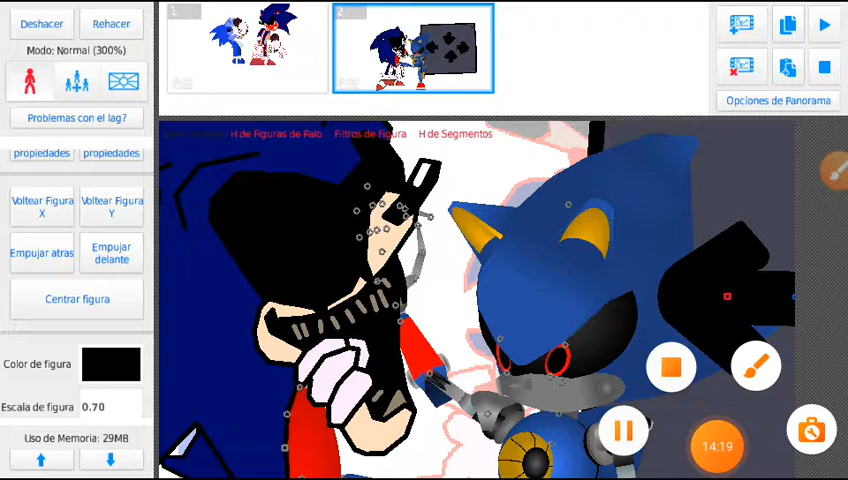 Deshacer
Rehacer
Modo: Normal (300%)
Problemas con el lag?
propiedades
propiedades
Voltear Figura X
Voltear Figura Y
Empujar atras
Empujar delante
Centrar figura
Color de figura
Escala de figura 0.70
Uso de Memoria: 29MB
1
2
Opciones de Panorama
H de Figuras de Palo
Filtros de Figura
H de Segmentos
14:19